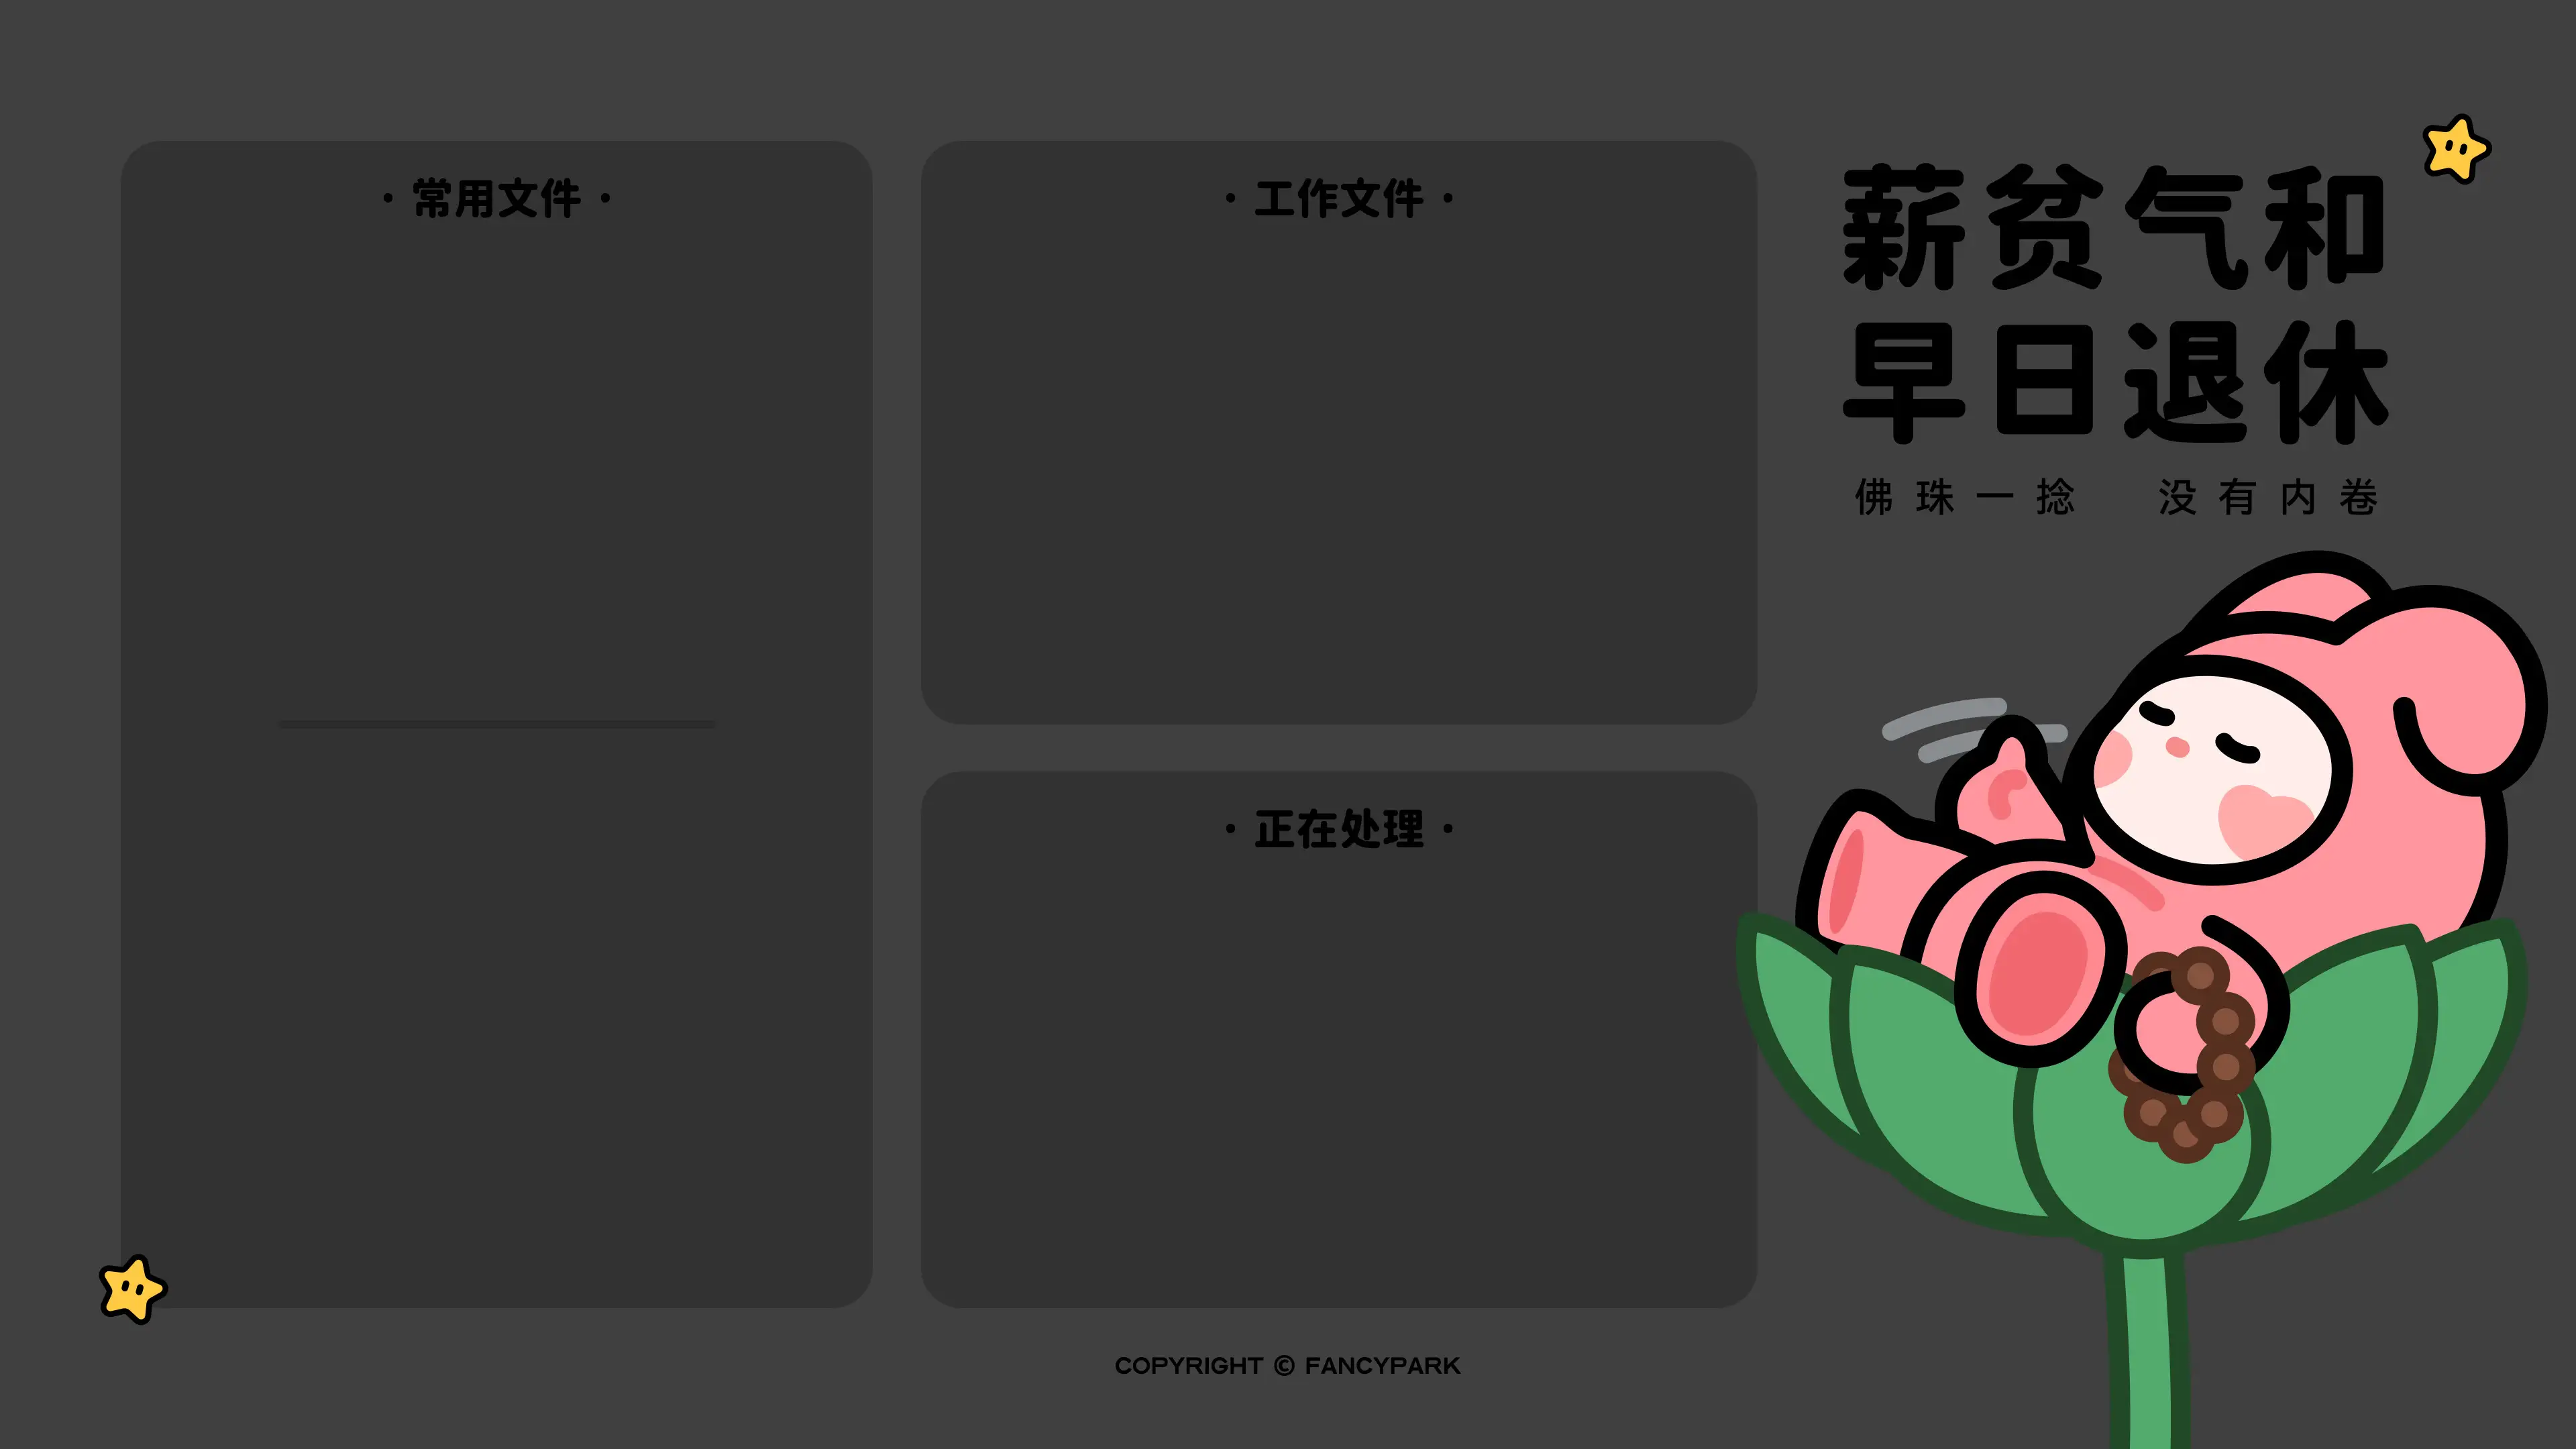 · 常用文件 ·
· 工作文件 ·
· 正在处理 ·
薪贫气和
早日退休
佛珠一捻 没有内卷
COPYRIGHT © FANCYPARK